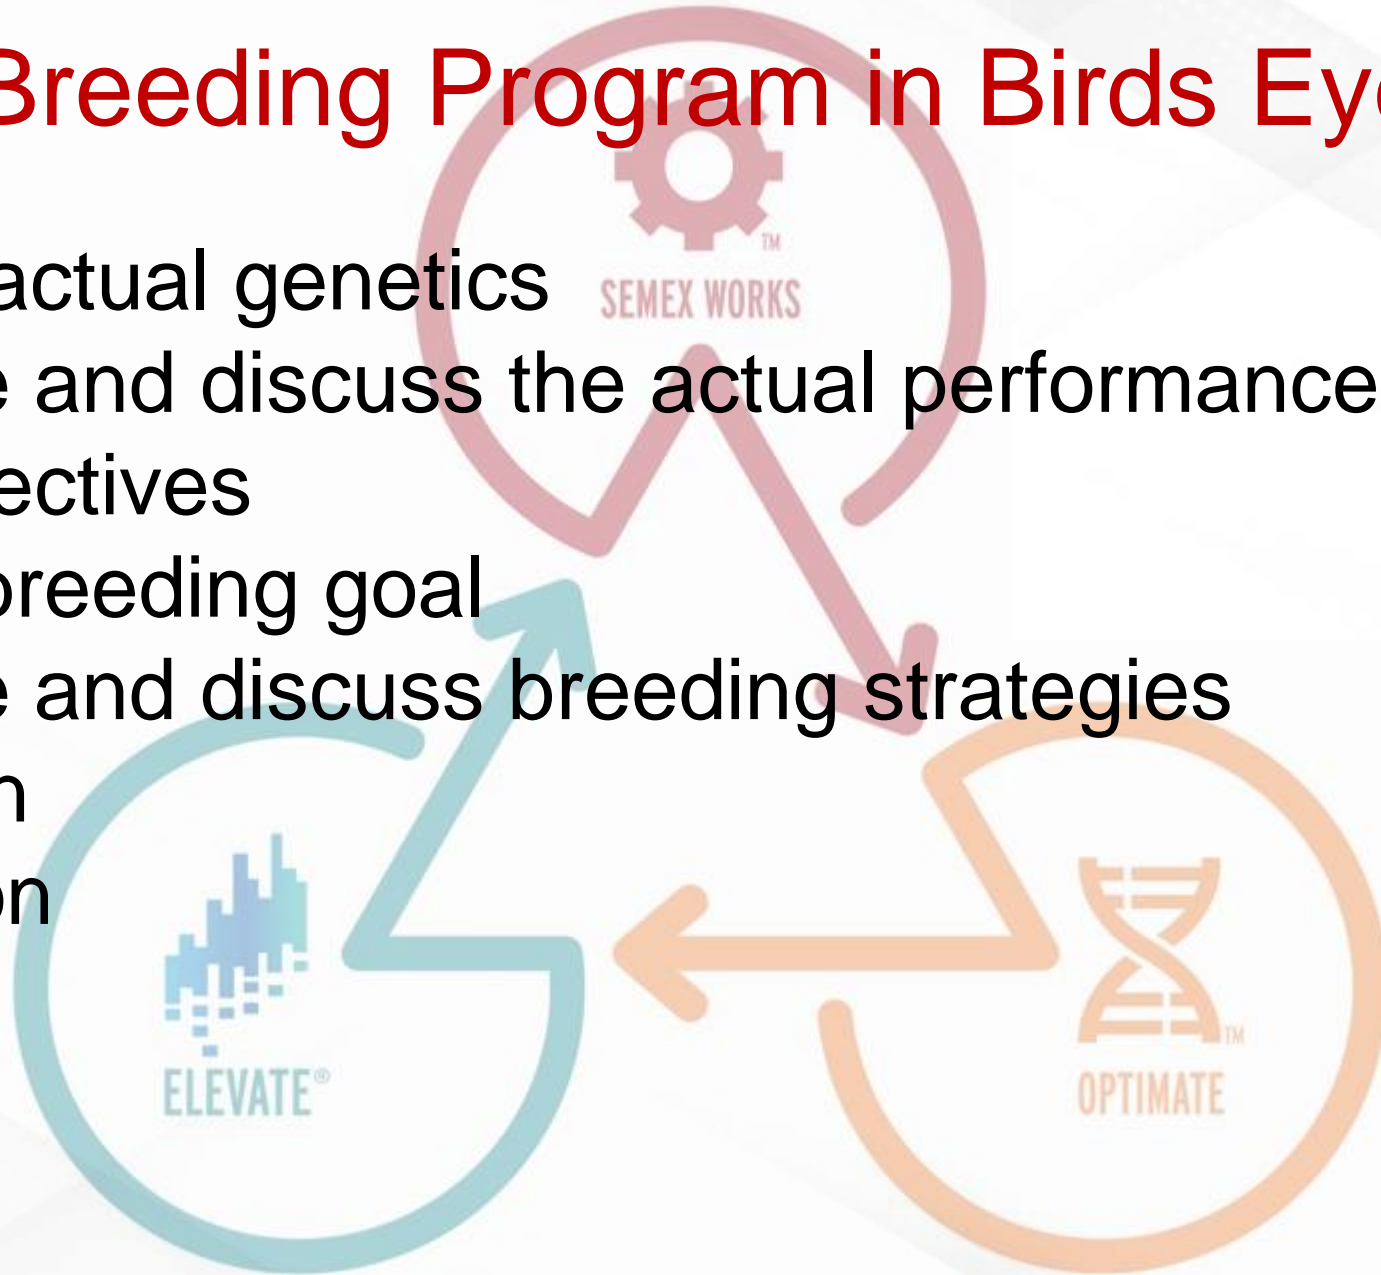 Breeding Program in Birds Eye
TM
SEMEX WORKS
actual genetics
e and discuss the actual performance
ectives
breeding goal
e and discuss breeding strategies
n
on
ELEVATE®
TM
OPTIMATE